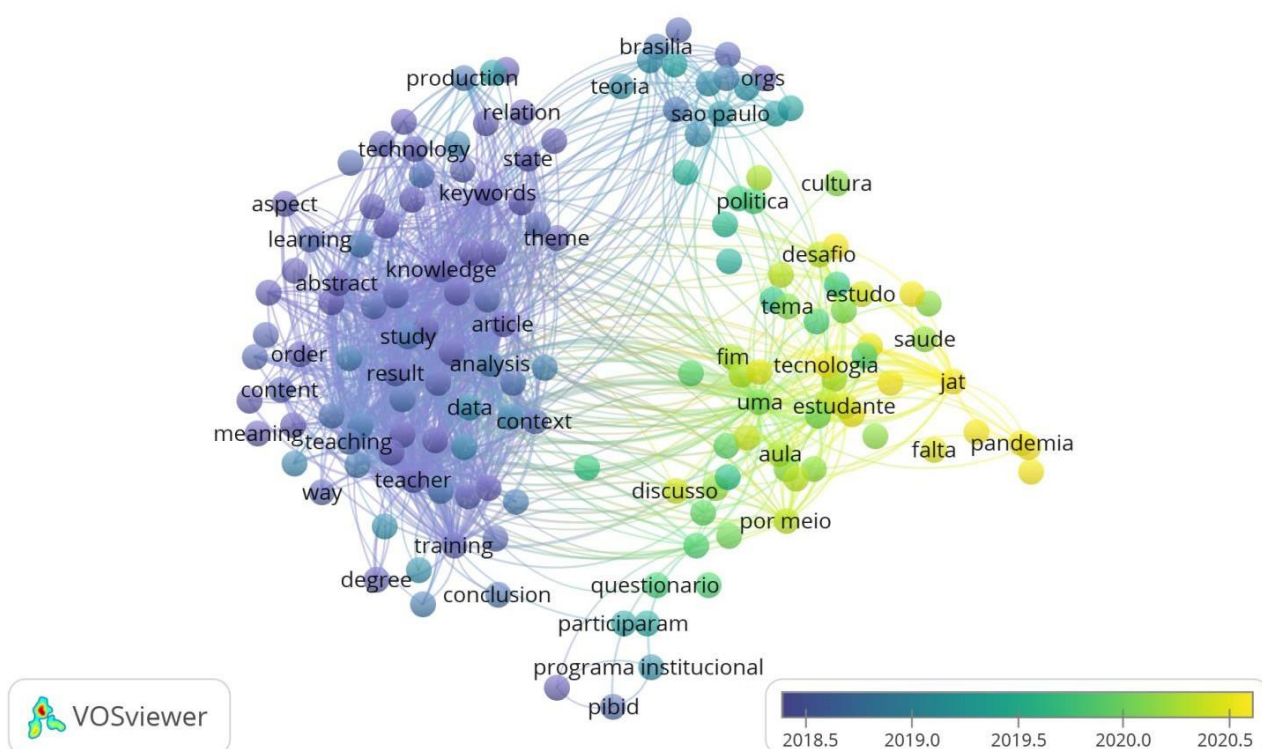 brasilia
production
teoria
orgs
relation
sao paulo
technology
state
cultura
keywords
politica
aspect
theme
learning
desafio
knowledge
abstract
estudo
tema
article
study
saude
order
fim
analysis
tecnologia
result
jat
content
uma
data
estudante
context
meaning
teaching
pandemia
aula
falta
teacher
way
discusso
por meio
training
degree
questionario
conclusion
participaram
programa institucional
pibid
VOSviewer
2018.5 2019.0 2019.5 2020.0 2020.5